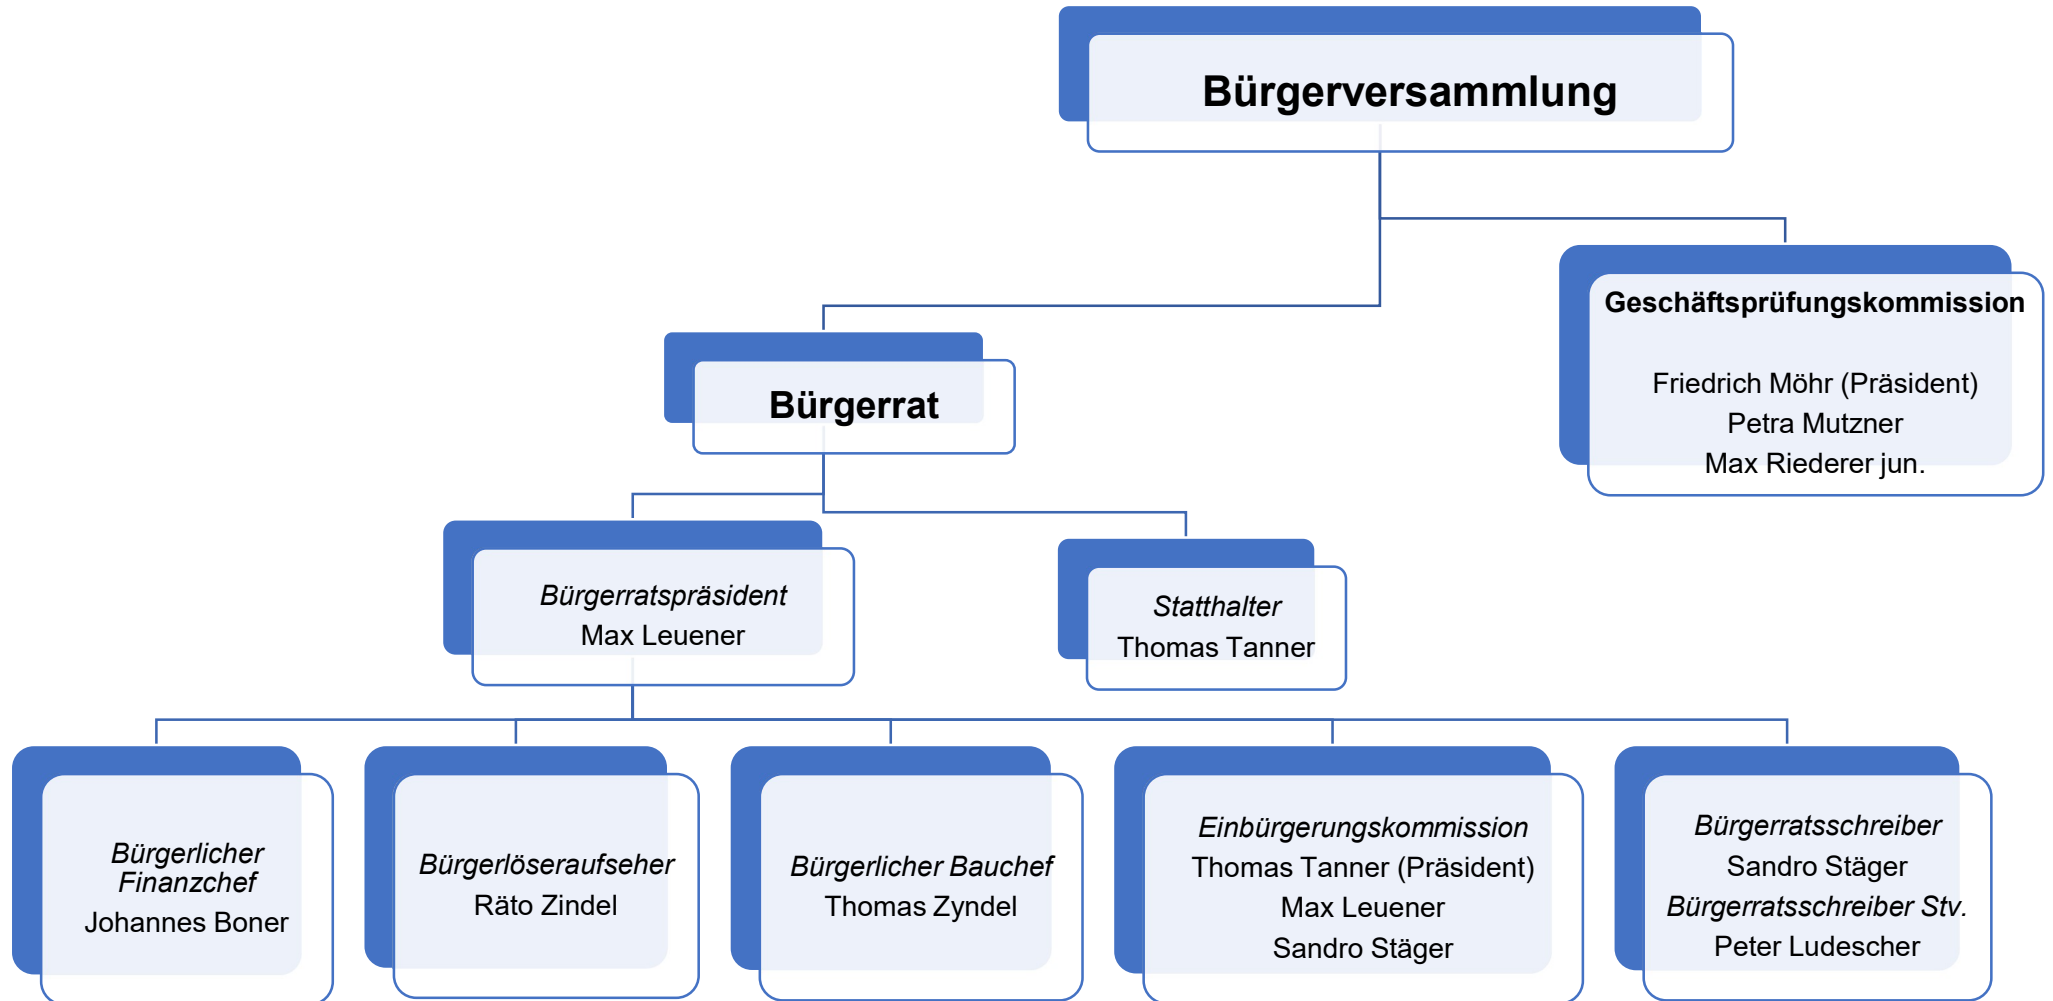 Bürgerversammlung
Geschäftsprüfungskommission
Friedrich Möhr (Präsident)
Petra Mutzner
Max Riederer jun.
Bürgerrat
Bürgerratspräsident
Max Leuener
Statthalter
Thomas Tanner
Bürgerlicher
Finanzchef
Johannes Boner
Bürgerlöseraufseher
Räto Zindel
Bürgerlicher Bauchef
Thomas Zyndel
Einbürgerungskommission
Thomas Tanner (Präsident)
Max Leuener
Sandro Stäger
Bürgerratsschreiber
Sandro Stäger
Bürgerratsschreiber Stv.
Peter Ludescher